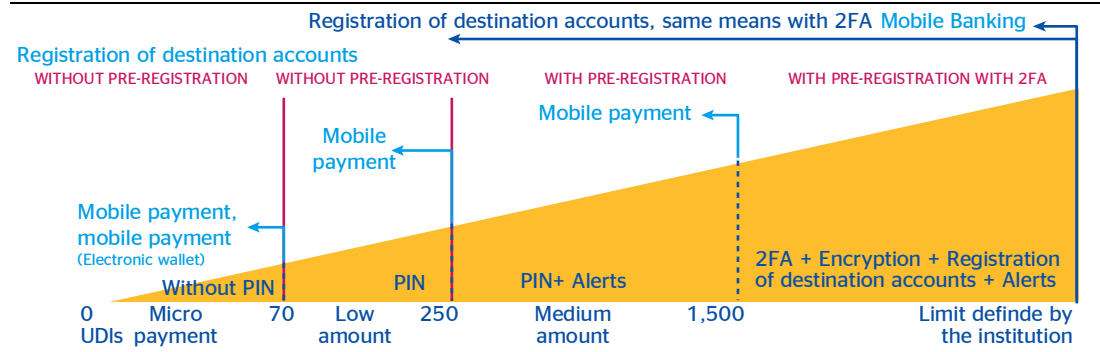 Registration of destination accounts, same means with 2FA Mobile Banking
Registration of destination accounts
WITHOUT PRE-REGISTRATION
WITHOUT PRE-REGISTRATION
WITH PRE-REGISTRATION
WITH PRE-REGISTRATION WITH 2FA
Mobile payment
Mobile
payment
Mobile payment,
mobile payment
(Electronic wallet)
Without PIN
PIN
PIN+ Alerts
2FA + Encryption + Registration
of destination accounts + Alerts
0
UDIs
Micro
payment
70
Low
amount
250
Medium
amount
1,500
Limit definde by
the institution